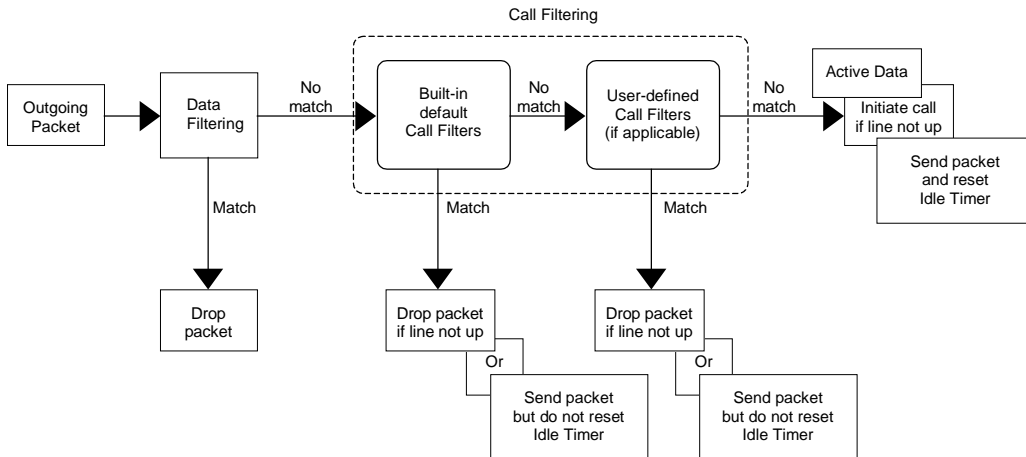 Call Filtering
Outgoing
Packet
Data
Filtering
No
match
Built-in
default
Call Filters
No
match
User-defined
Call Filters
(if applicable)
No
match
Active Data
Initiate call
if line not up
Send packet
and reset
Idle Timer
Match
Match
Match
Drop
packet
Drop packet
if line not up
Or
Send packet
but do not reset
Idle Timer
Drop packet
if line not up
Or
Send packet
but do not reset
Idle Timer